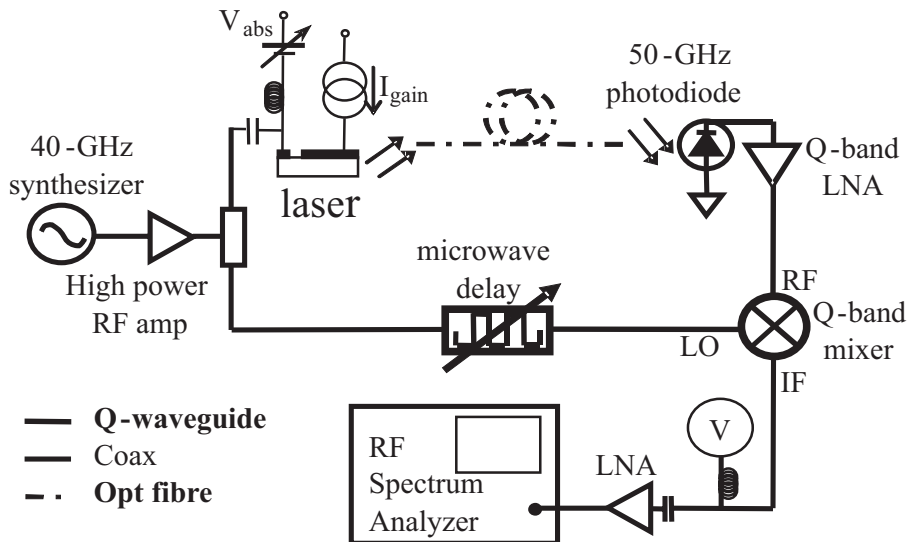 V abs
I gain
50-GHz
photodiode
40-GHz
synthesizer
Q-band
LNA
laser
High power
RF amp
microwave
delay
RF
LO
Q-band
mixer
IF
Q-waveguide
Coax
Opt fibre
RF
Spectrum
Analyzer
LNA
V